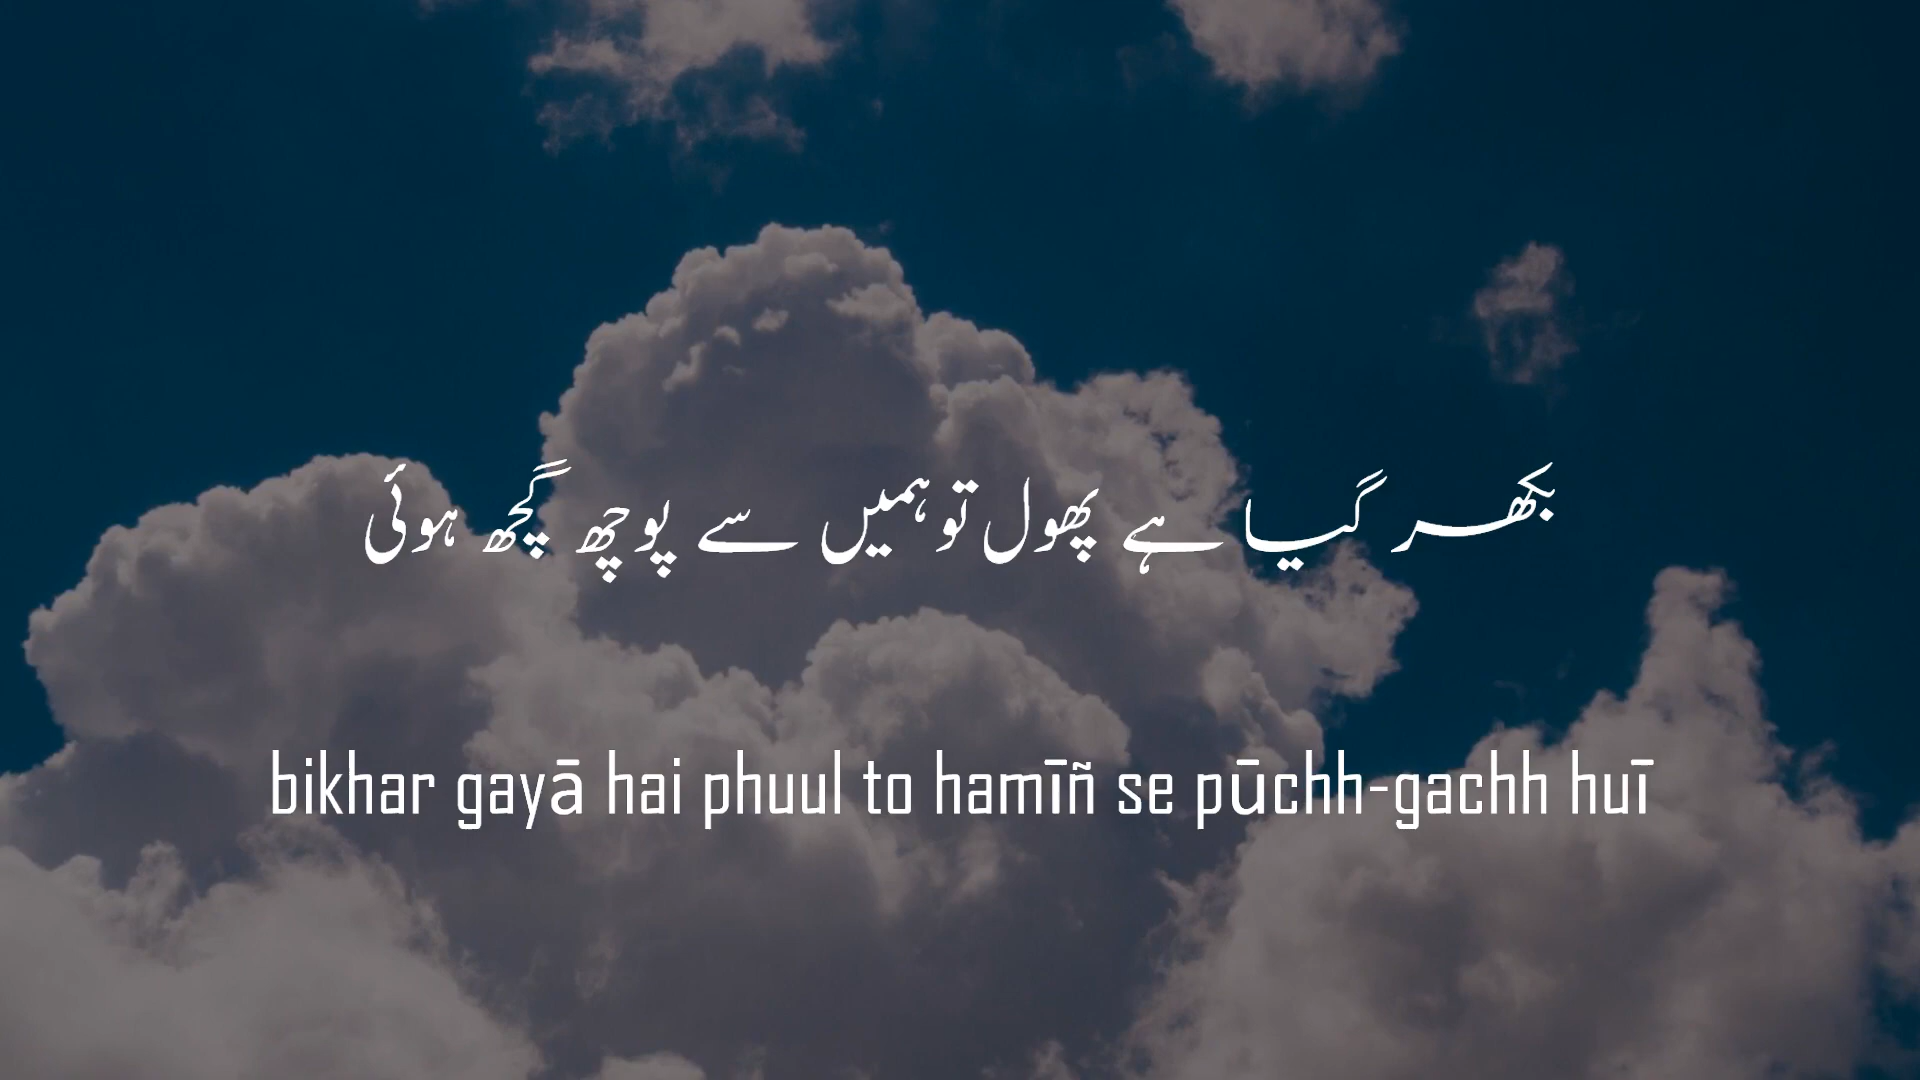 بکھر گیا ہے پھول تو ہمیں سے پوچھ گچھ ہوئی
bikhar gayā hai phuul to hamīñ se pūchh-gachh huī